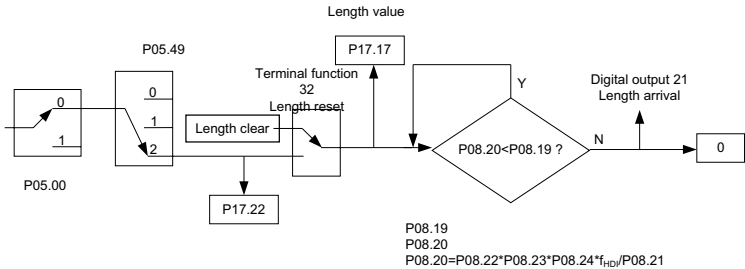 Length value
P05.49
P17.17
Terminal function
32
Length reset
Y
Digital output 21
Length arrival
0
0
1
Length clear
1
2
P08.20<P08.19 ?
N
0
P05.00
P17.22
P08.19
P08.20
P08.20=P08.22*P08.23*P08.24*fHDI/P08.21